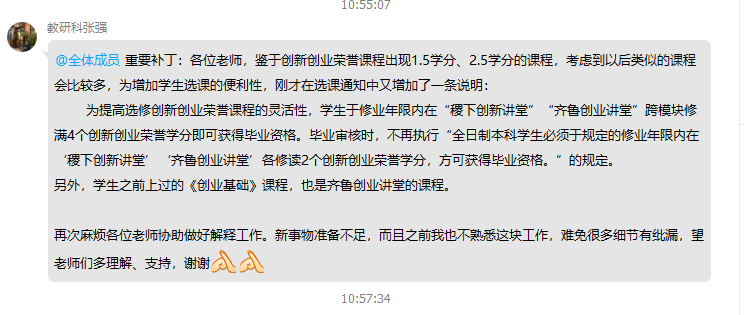 10:55:07
教研科张强
@全体成员 重要补丁：各位老师，鉴于创新创业荣誉课程出现1.5学分、2.5学分的课程，考虑到以后类似的课程
会比较多，为增加学生选课的便利性，刚才在选课通知中又增加了一条说明：
为提高选修创新创业荣誉课程的灵活性，学生于修业年限内在“稷下创新讲堂”“齐鲁创业讲堂”跨模块修
满4个创新创业荣誉学分即可获得毕业资格。毕业审核时，不再执行“全日制本科学生必须于规定的修业年限内在
‘稷下创新讲堂’‘齐鲁创业讲堂’各修读2个创新创业荣誉学分，方可获得毕业资格。”的规定。
另外，学生之前上过的《创业基础》课程，也是齐鲁创业讲堂的课程。
再次麻烦各位老师协助做好解释工作。新事物准备不足，而且之前我也不熟悉这块工作，难免很多细节有纰漏，望
老师们多理解、支持，谢谢
10:57:34